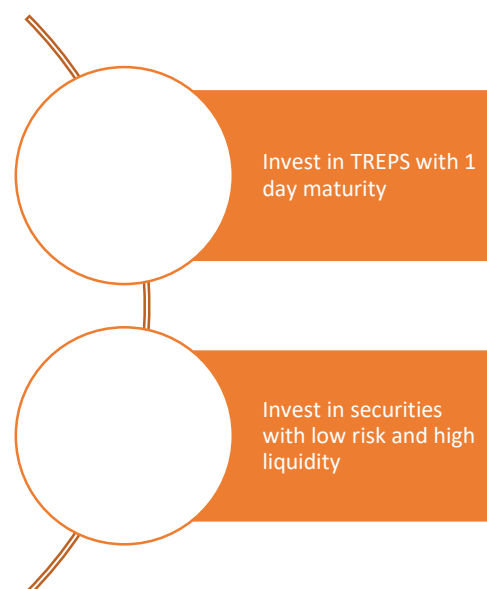 Invest in TREPS with 1
day maturity
Invest in securities
with low risk and high
liquidity